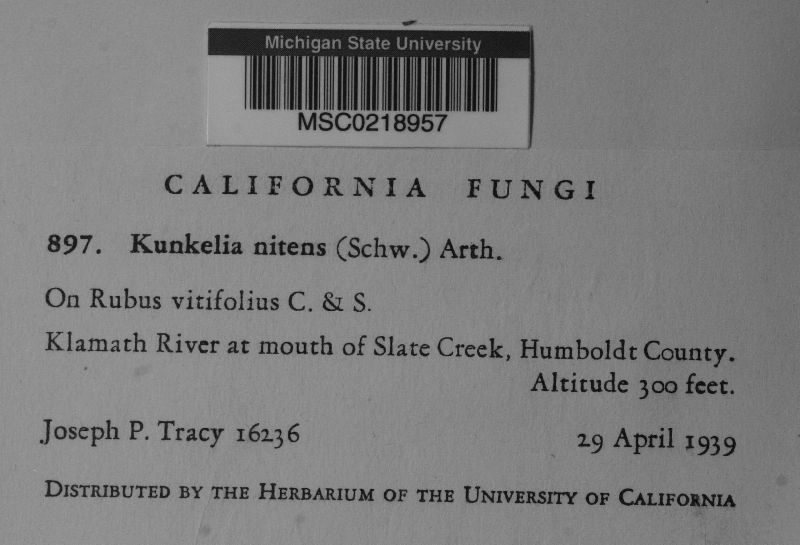 Michigan State University
MSC0218957
CALIFORNIA FUNGI
897. Kunkelia nitens (Schw.) Arth.
On Rubus vitifolius C. & S.
Klamath River at mouth of Slate Creek, Humboldt County.
Altitude 300 feet.
Joseph P. Tracy 16236
29 April 1939
DISTRIBUTED BY THE HERBARIUM OF THE UNIVERSITY OF CALIFORNIA